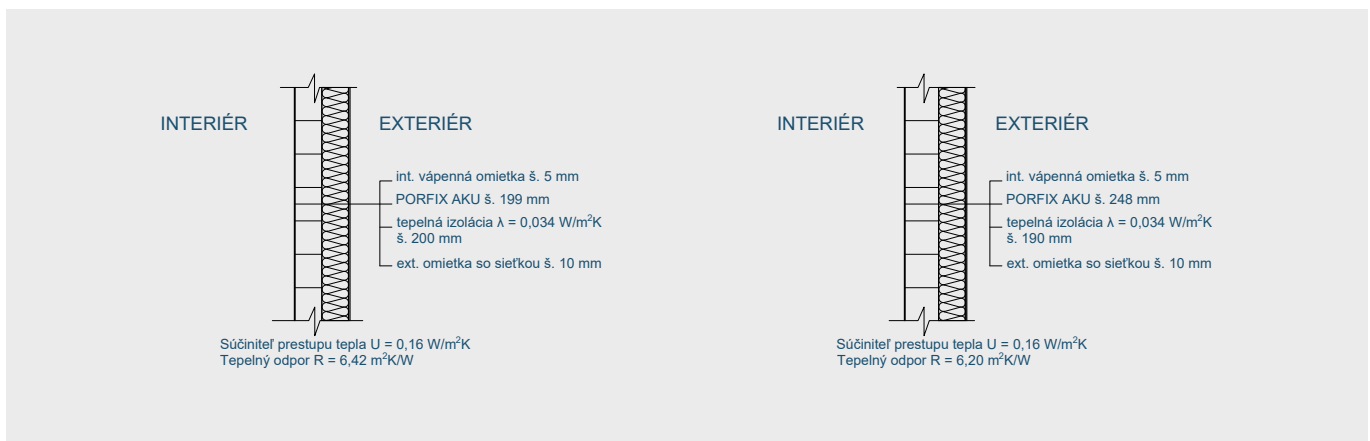 INTERIÉR
EXTERIÉR
int. vápenná omietka š. 5 mm
PORFIX AKU š. 199 mm
tepelná izolácia λ = 0,034 W/m²K
š. 200 mm
ext. omietka so sieťkou š. 10 mm
Súčiniteľ prestupu tepla U = 0,16 W/m²K
Tepelný odpor R = 6,42 m²K/W
INTERIÉR
EXTERIÉR
int. vápenná omietka š. 5 mm
PORFIX AKU š. 248 mm
tepelná izolácia λ = 0,034 W/m²K
š. 190 mm
ext. omietka so sieťkou š. 10 mm
Súčiniteľ prestupu tepla U = 0,16 W/m²K
Tepelný odpor R = 6,20 m²K/W